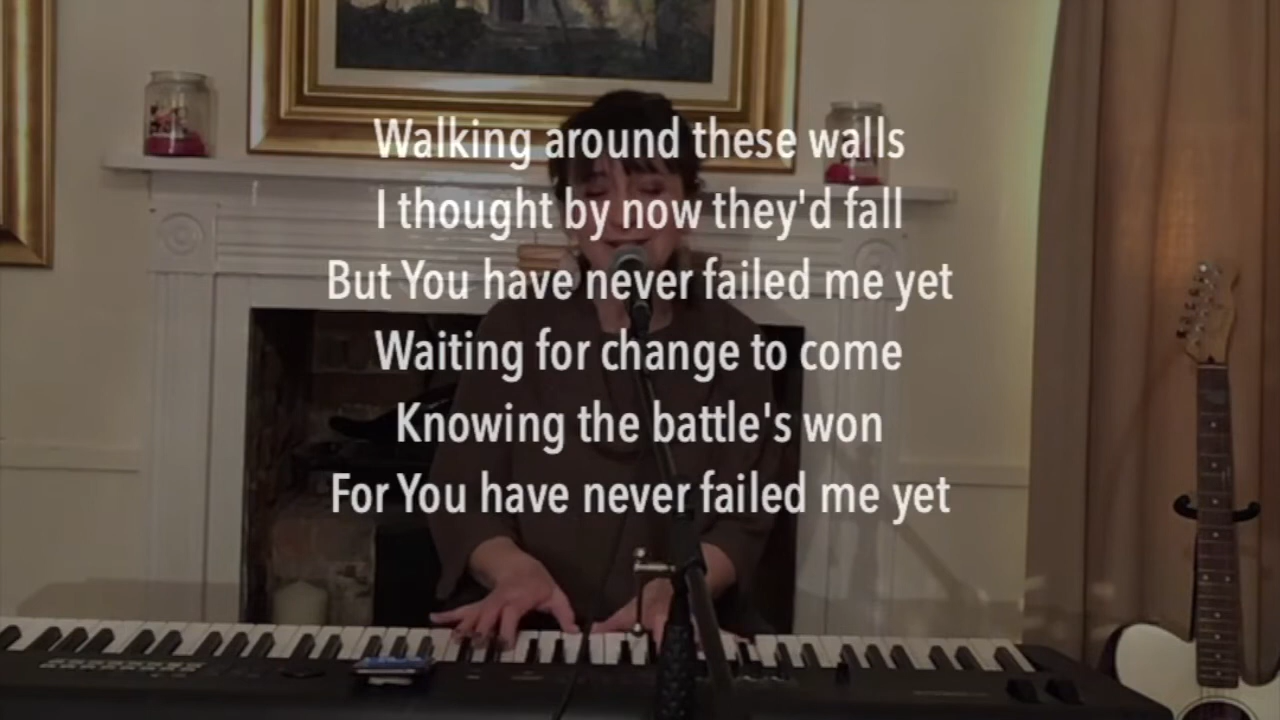 Walking around these walls
I thought by now they'd fall
But You have never failed me yet
Waiting for change to come
Knowing the battle's won
For You have never failed me yet